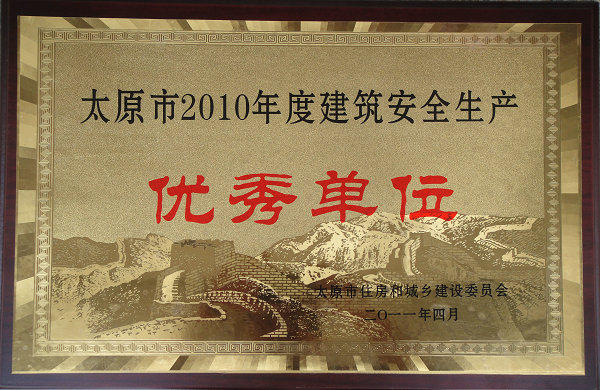 太原市2010年度建筑安全生产
优秀单位
太原市住房和城乡建设委员会
二〇一一年四月